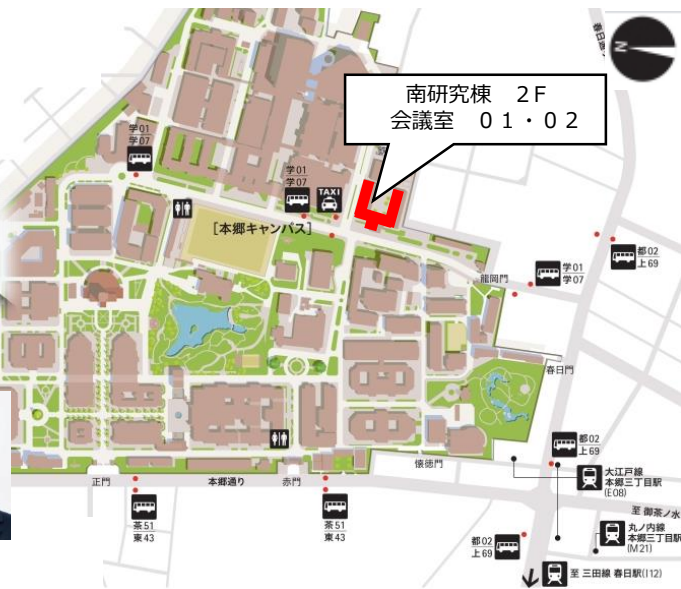 春日通
N
南研究棟 2F
会議室 01・02
学01
学07
学01
学07
TAXI
[本郷キャンパス]
都02
上69
学01
学07
龍岡門
春日門
都02
上69
懐徳門
大江戸線
本郷三丁目駅
(E08)
正門
本郷通り
赤門
至 御茶ノ水
茶51
東43
茶51
東43
丸ノ内線
本郷三丁目駅
(M21)
都02
上69
至 三田線 春日駅(I12)